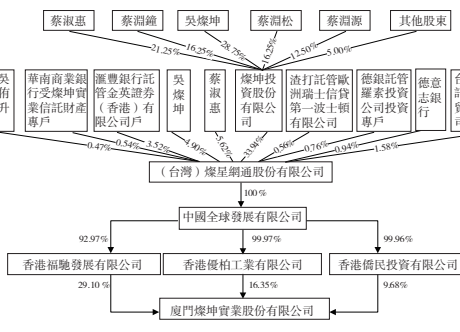 蔡淑惠 蔡淵鐘 吳燦坤 蔡淵松 蔡淵源 其他股東
21.25% 16.25% 28.75% 16.25% 12.50% 5.00%
吳侑升
華南商業銀行受燦坤實業信託財產專戶
滙豐銀行託管金英證券（香港）有限公司戶
吳燦坤
蔡淑惠
燦坤投資股份有限公司
渣打託管歐洲瑞士信貸第一波士頓有限公司
德銀託管羅素投資公司投資專戶
德意志銀行
0.47% 0.54% 3.52% 4.90% 5.62% 33.94% 0.56% 0.76% 0.94% 1.58%
（台灣）燦星網通股份有限公司
100%
中國全球發展有限公司
92.97% 99.97% 99.96%
香港福馳發展有限公司 香港優柏工業有限公司 香港僑民投資有限公司
29.10% 16.35% 9.68%
廈門燦坤實業股份有限公司